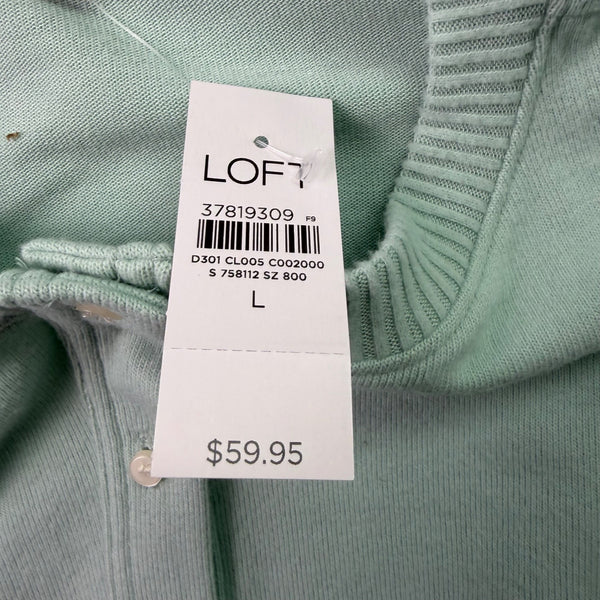 LOFT
37819309 F9
D301 CL005 C002000
S 758112 SZ 800
L
$59.95